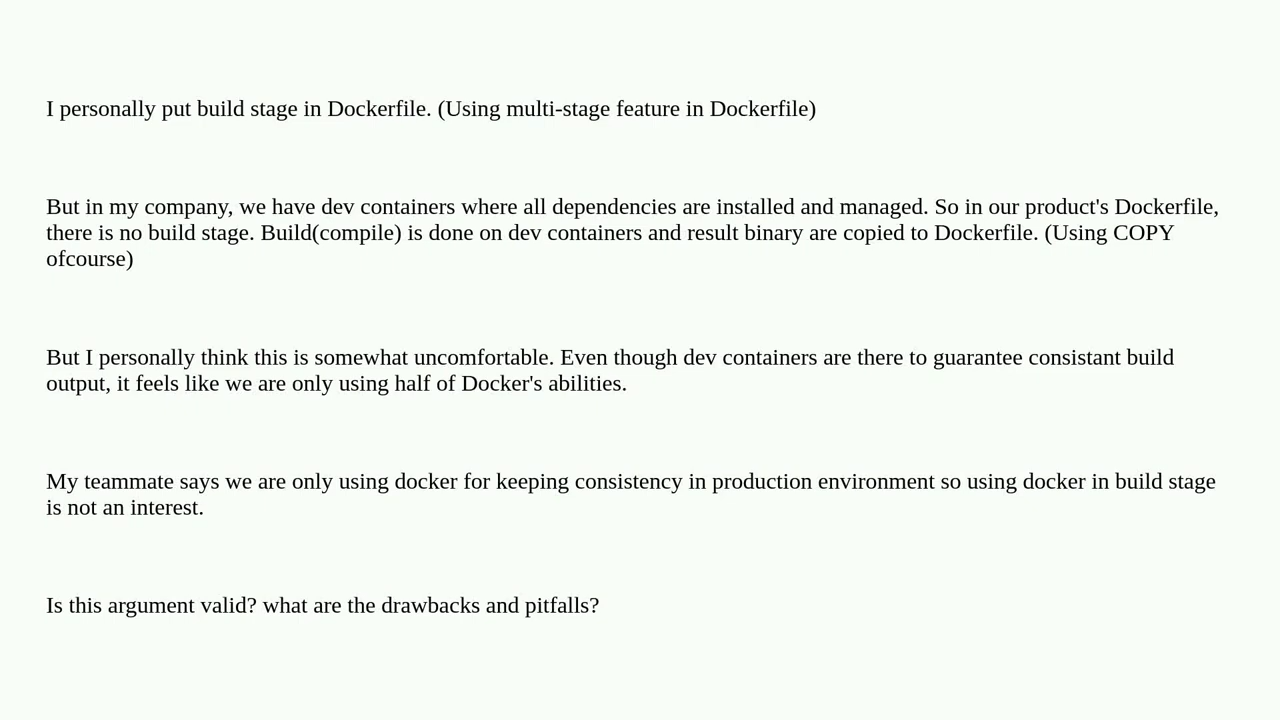 I personally put build stage in Dockerfile. (Using multi-stage feature in Dockerfile)
But in my company, we have dev containers where all dependencies are installed and managed. So in our product's Dockerfile,
there is no build stage. Build(compile) is done on dev containers and result binary are copied to Dockerfile. (Using COPY
ofcourse)
But I personally think this is somewhat uncomfortable. Even though dev containers are there to guarantee consistant build
output, it feels like we are only using half of Docker's abilities.
My teammate says we are only using docker for keeping consistency in production environment so using docker in build stage
is not an interest.
Is this argument valid? what are the drawbacks and pitfalls?